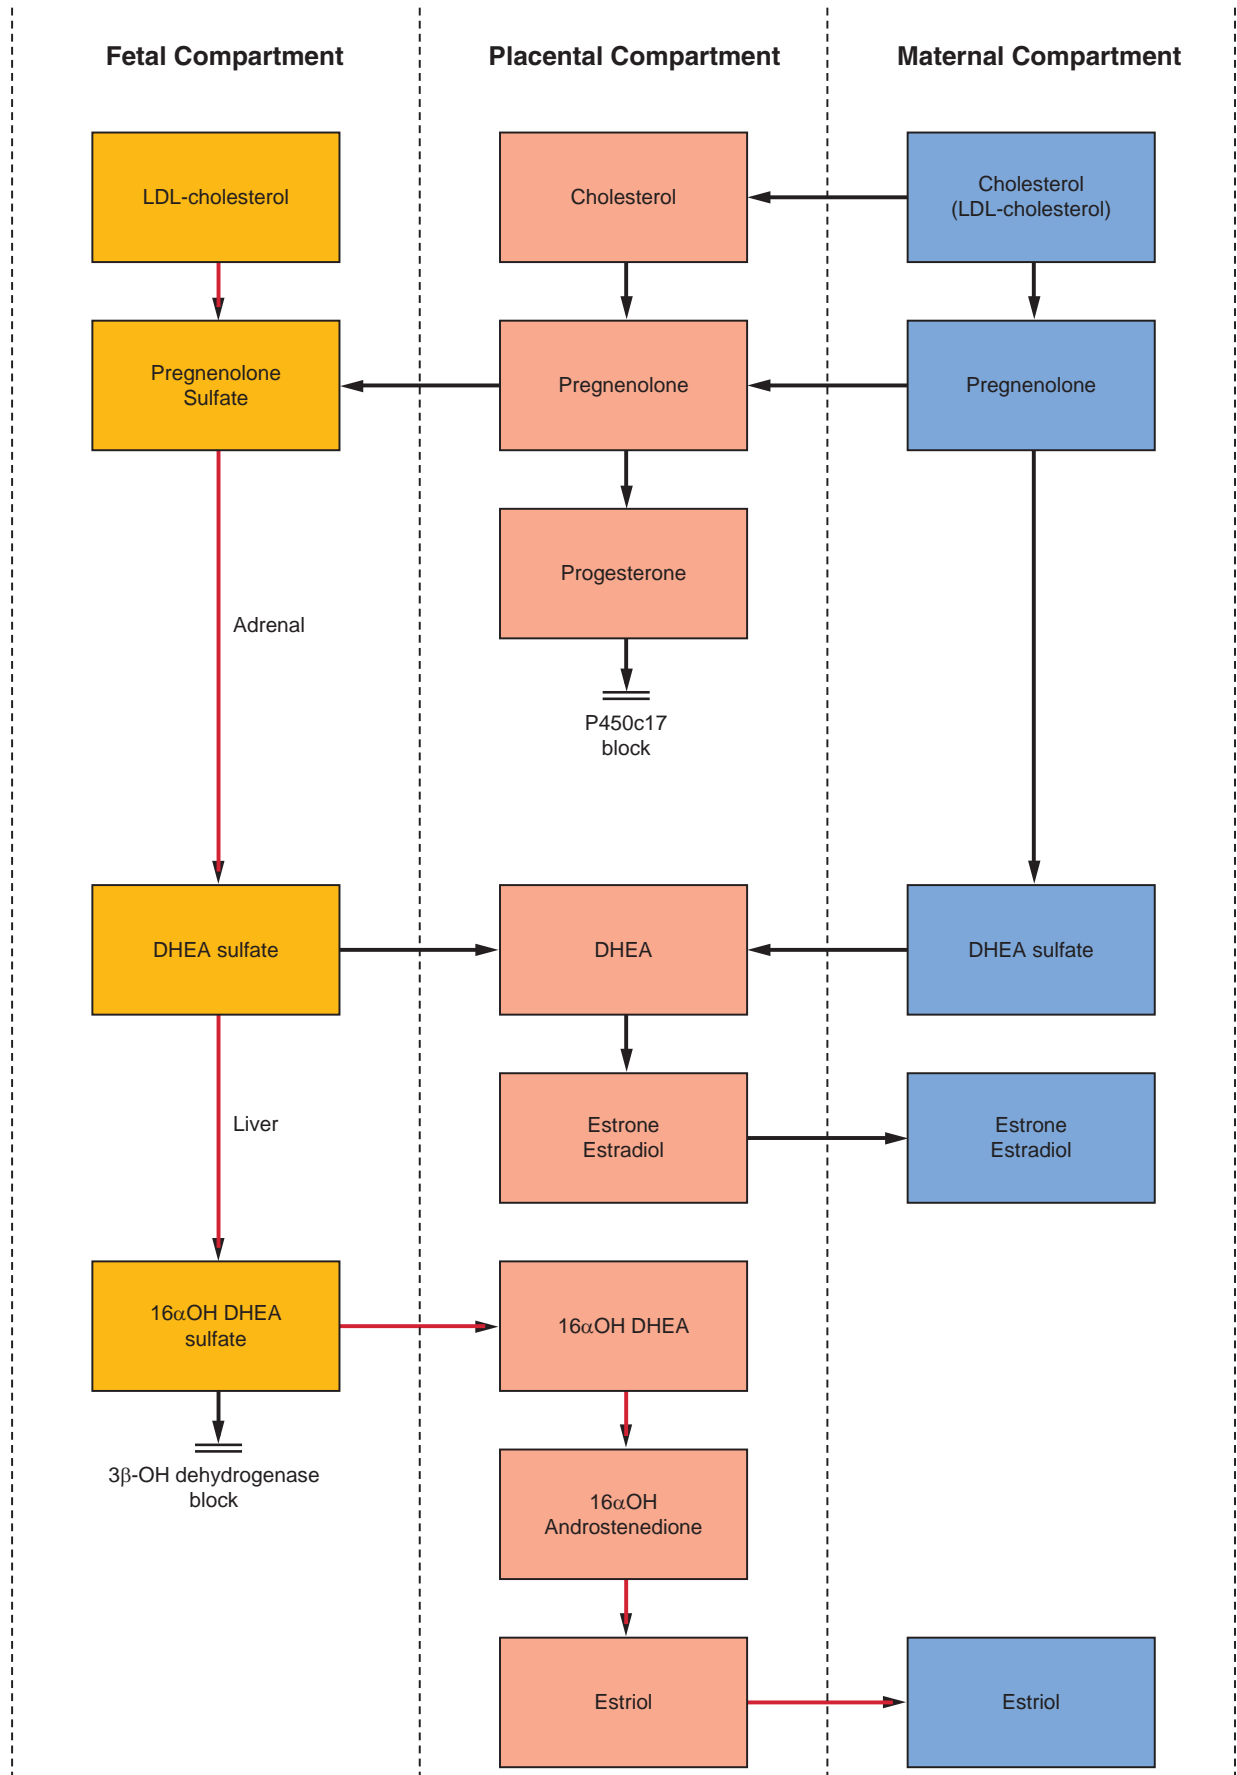 Fetal Compartment
Placental Compartment
Maternal Compartment
LDL-cholesterol
Cholesterol
Cholesterol
(LDL-cholesterol)
Pregnenolone
Sulfate
Pregnenolone
Pregnenolone
Progesterone
Adrenal
P450c17
block
DHEA sulfate
DHEA
DHEA sulfate
Liver
Estrone
Estradiol
Estrone
Estradiol
16αOH DHEA
sulfate
16αOH DHEA
3β-OH dehydrogenase
block
16αOH
Androstenedione
Estriol
Estriol